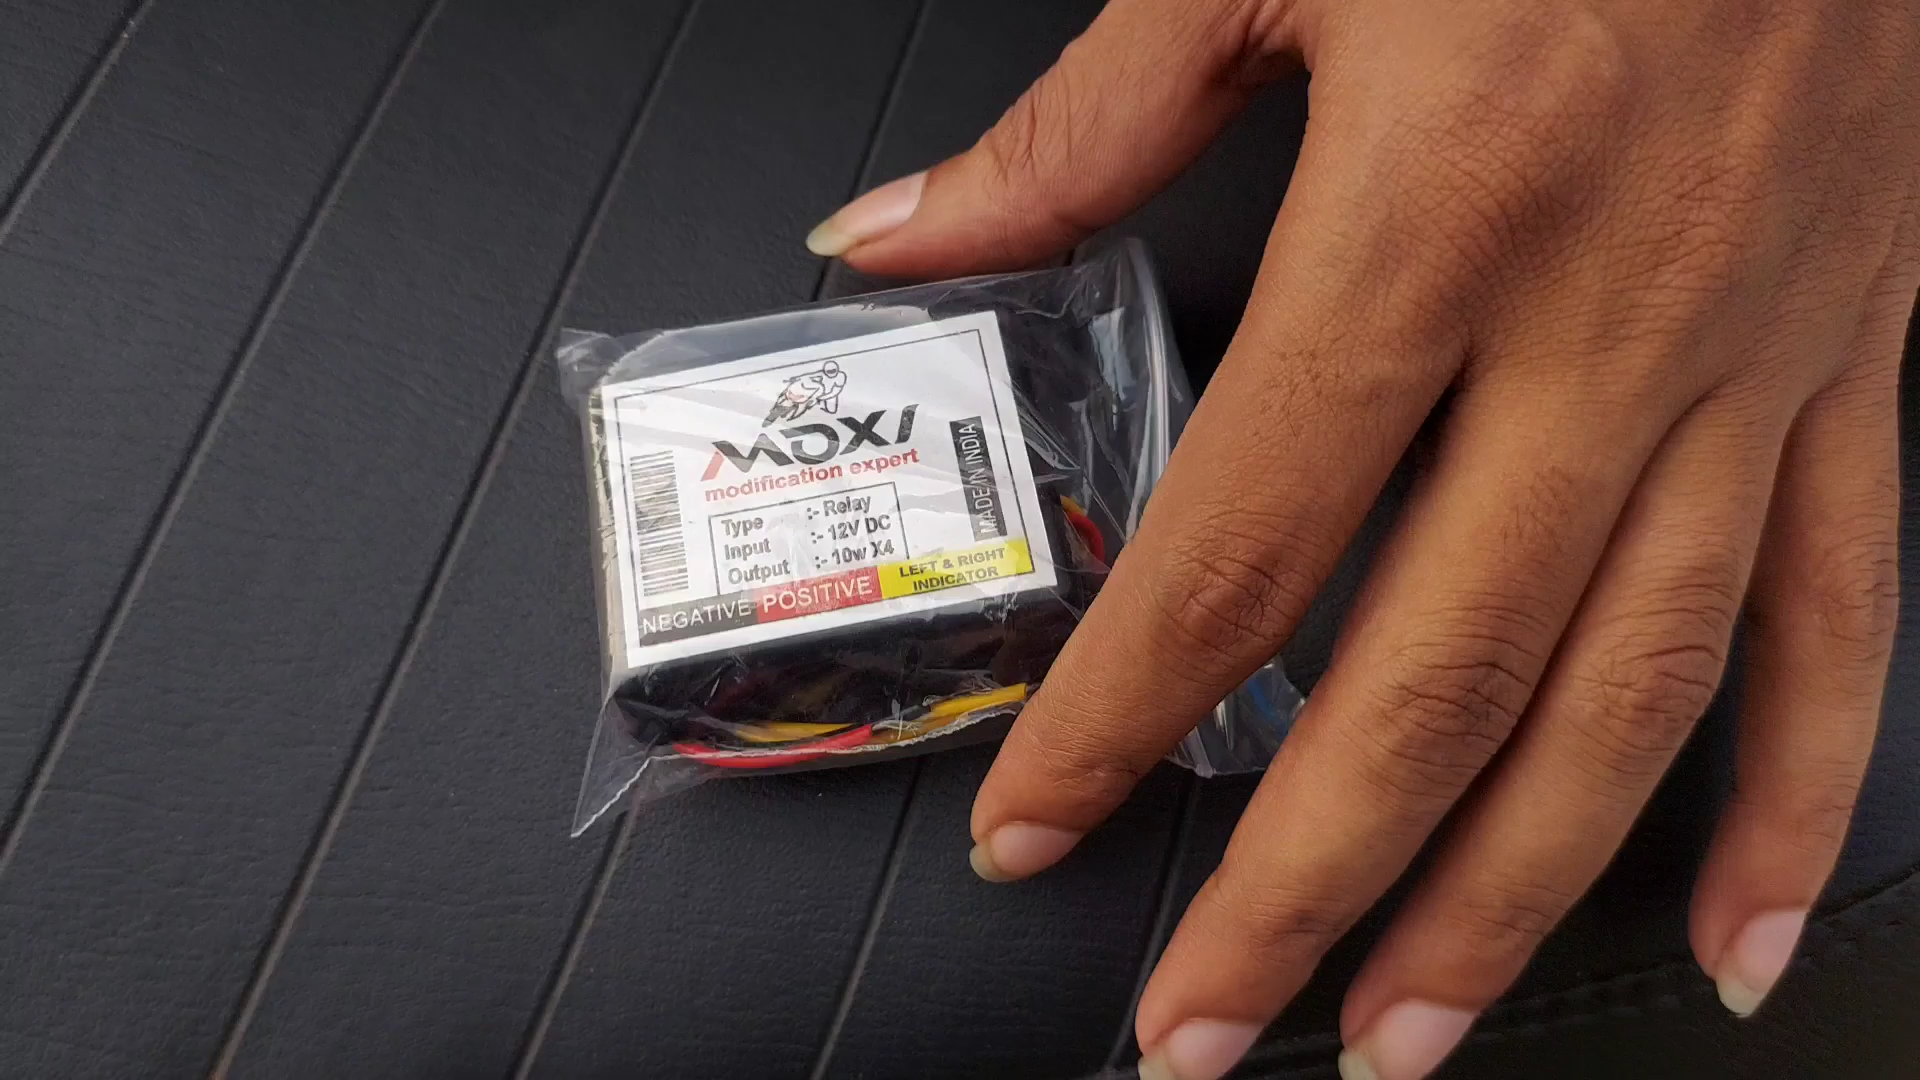 MOXI
modification expert
MADE IN INDIA
Type :- Relay
Input :- 12V DC
Output :- 10w X4
NEGATIVE POSITIVE LEFT & RIGHT
INDICATOR